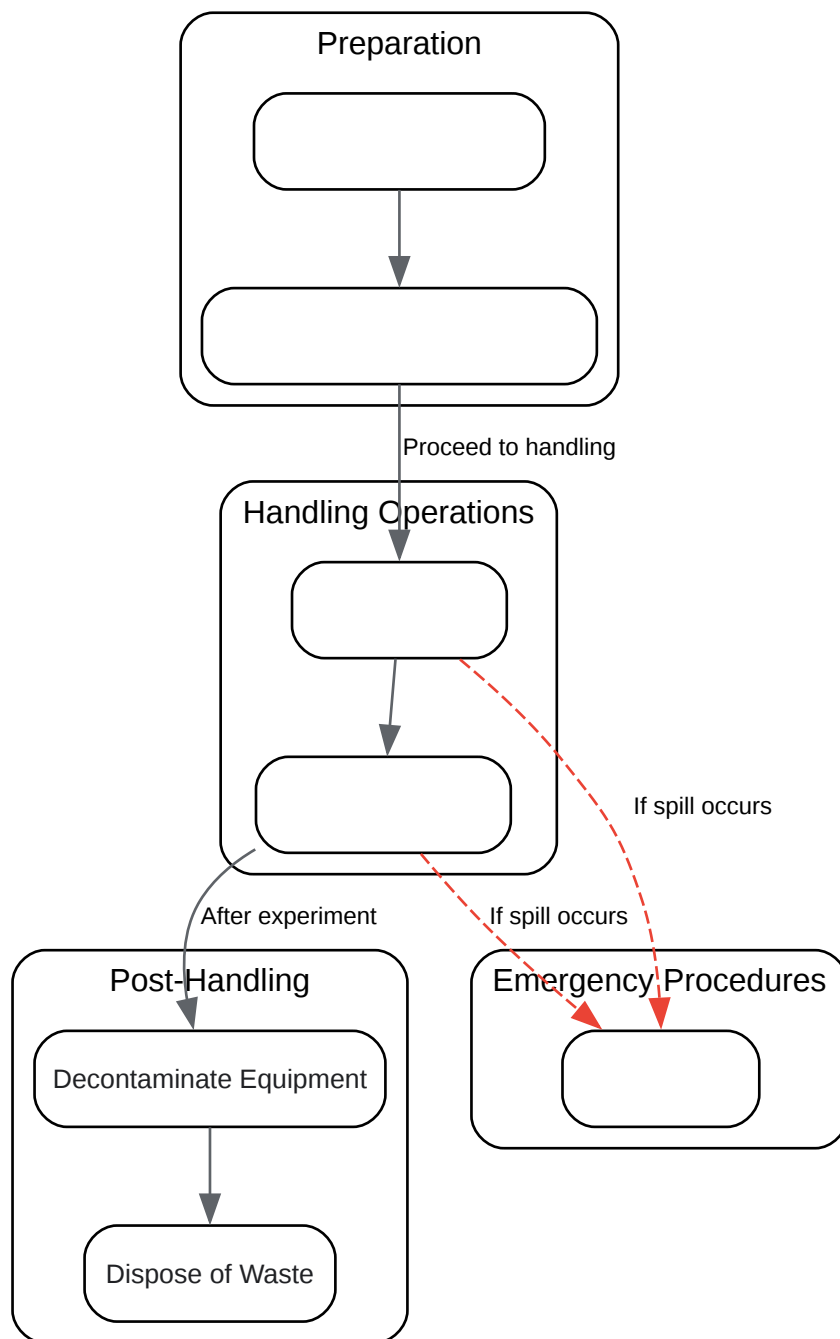 Preparation
Proceed to handling
Handling Operations
If spill occurs
After experiment
If spill occurs
Post-Handling
Emergency Procedures
Decontaminate Equipment
Dispose of Waste